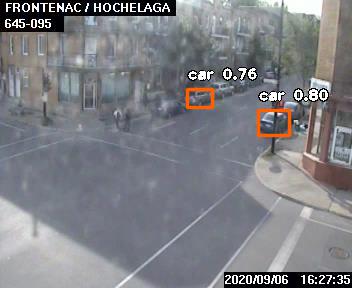 FRONTENAC / HOCHELAGA
645-095
car 0.76
car 0.80
2020/09/06 16:27:35